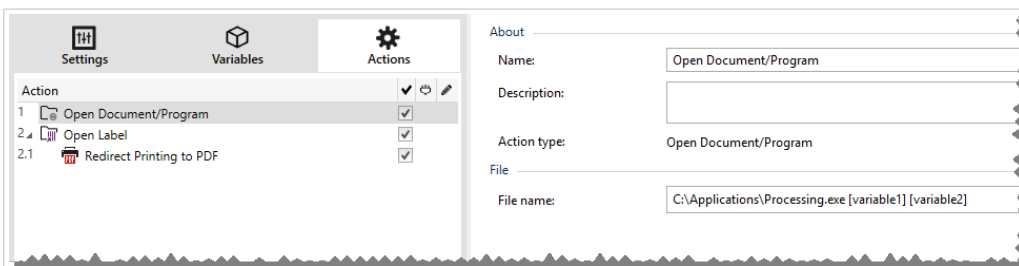 Settings
Variables
Actions
Action
1 Open Document/Program
2 Open Label
2.1 Redirect Printing to PDF
About
Name: Open Document/Program
Description:
Action type: Open Document/Program
File
File name: C:\Applications\Processing.exe [variable1] [variable2]